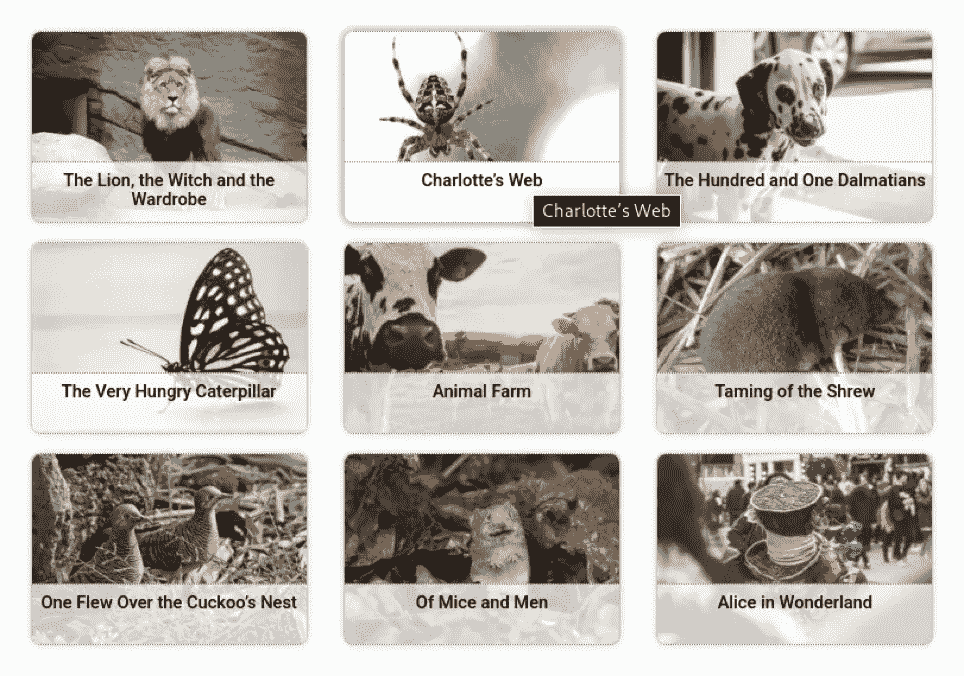 The Lion, the Witch and the
Wardrobe
Charlotte’s Web
The Hundred and One Dalmatians
Charlotte’s Web
The Very Hungry Caterpillar
Animal Farm
Taming of the Shrew
One Flew Over the Cuckoo’s Nest
Of Mice and Men
Alice in Wonderland